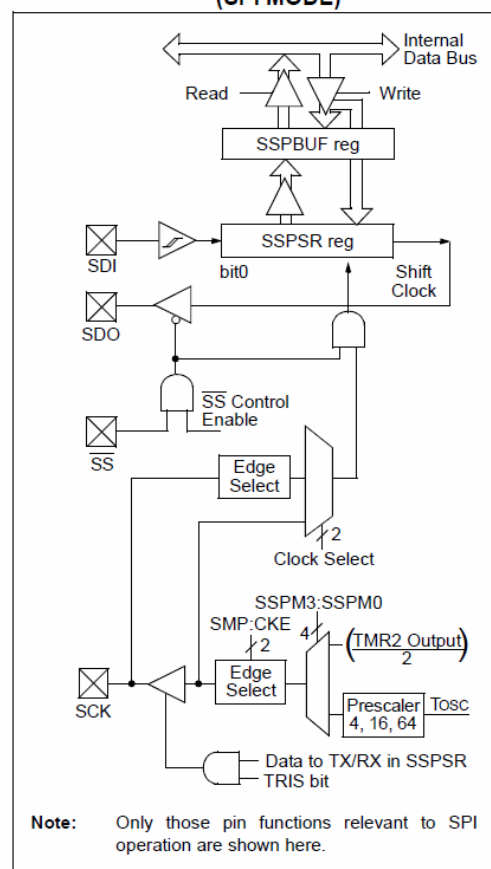 (SPI MODE)
Internal
Data Bus
Read
Write
SSPBUF reg
SSPSR reg
SDI
bit0
Shift
Clock
SDO
SS Control
Enable
SS
Edge
Select
2
Clock Select
SSPM3:SSPM0
SMP:CKE
4
TMR2 Output
2
2
Edge
Select
Prescaler
4, 16, 64
TOSC
SCK
Data to TX/RX in SSPSR
TRIS bit
Note: Only those pin functions relevant to SPI
operation are shown here.